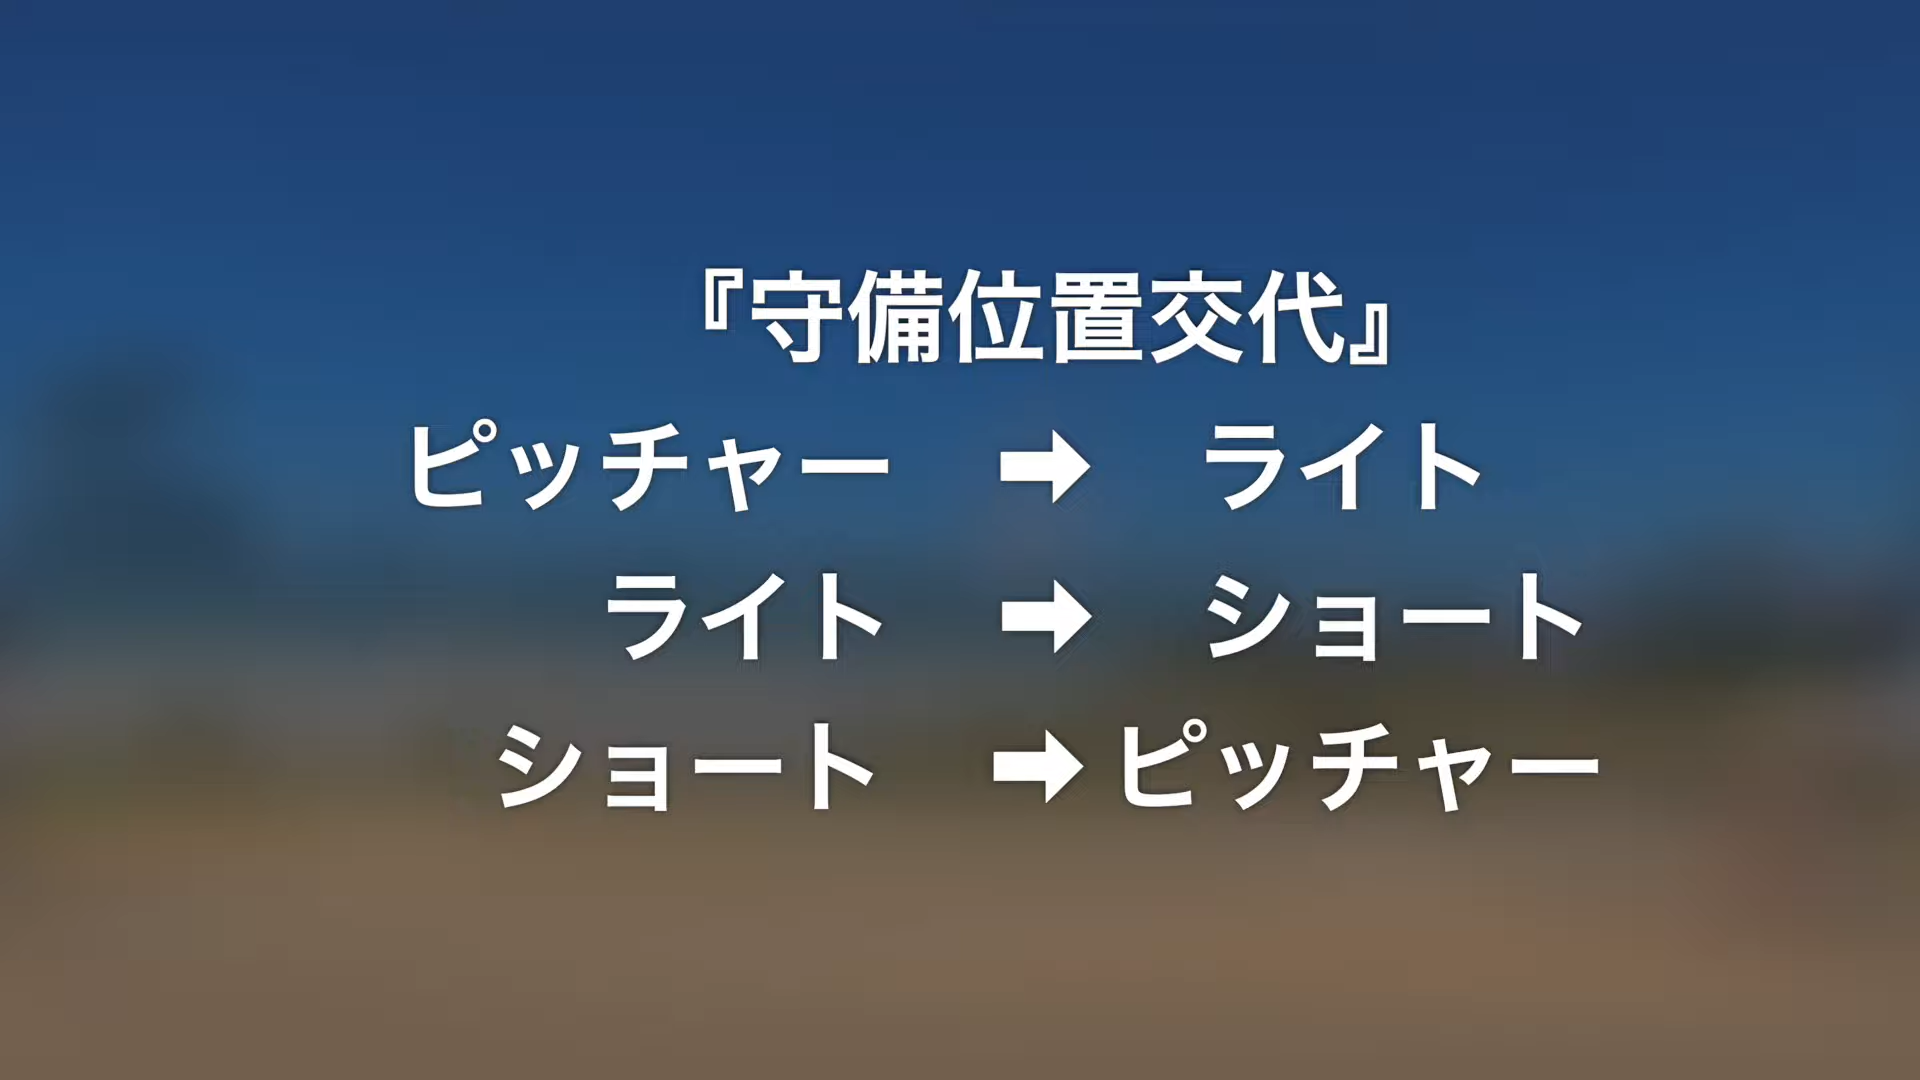 『守備位置交代』
ピッチャー ➡ ライト
ライト ➡ ショート
ショート ➡ ピッチャー